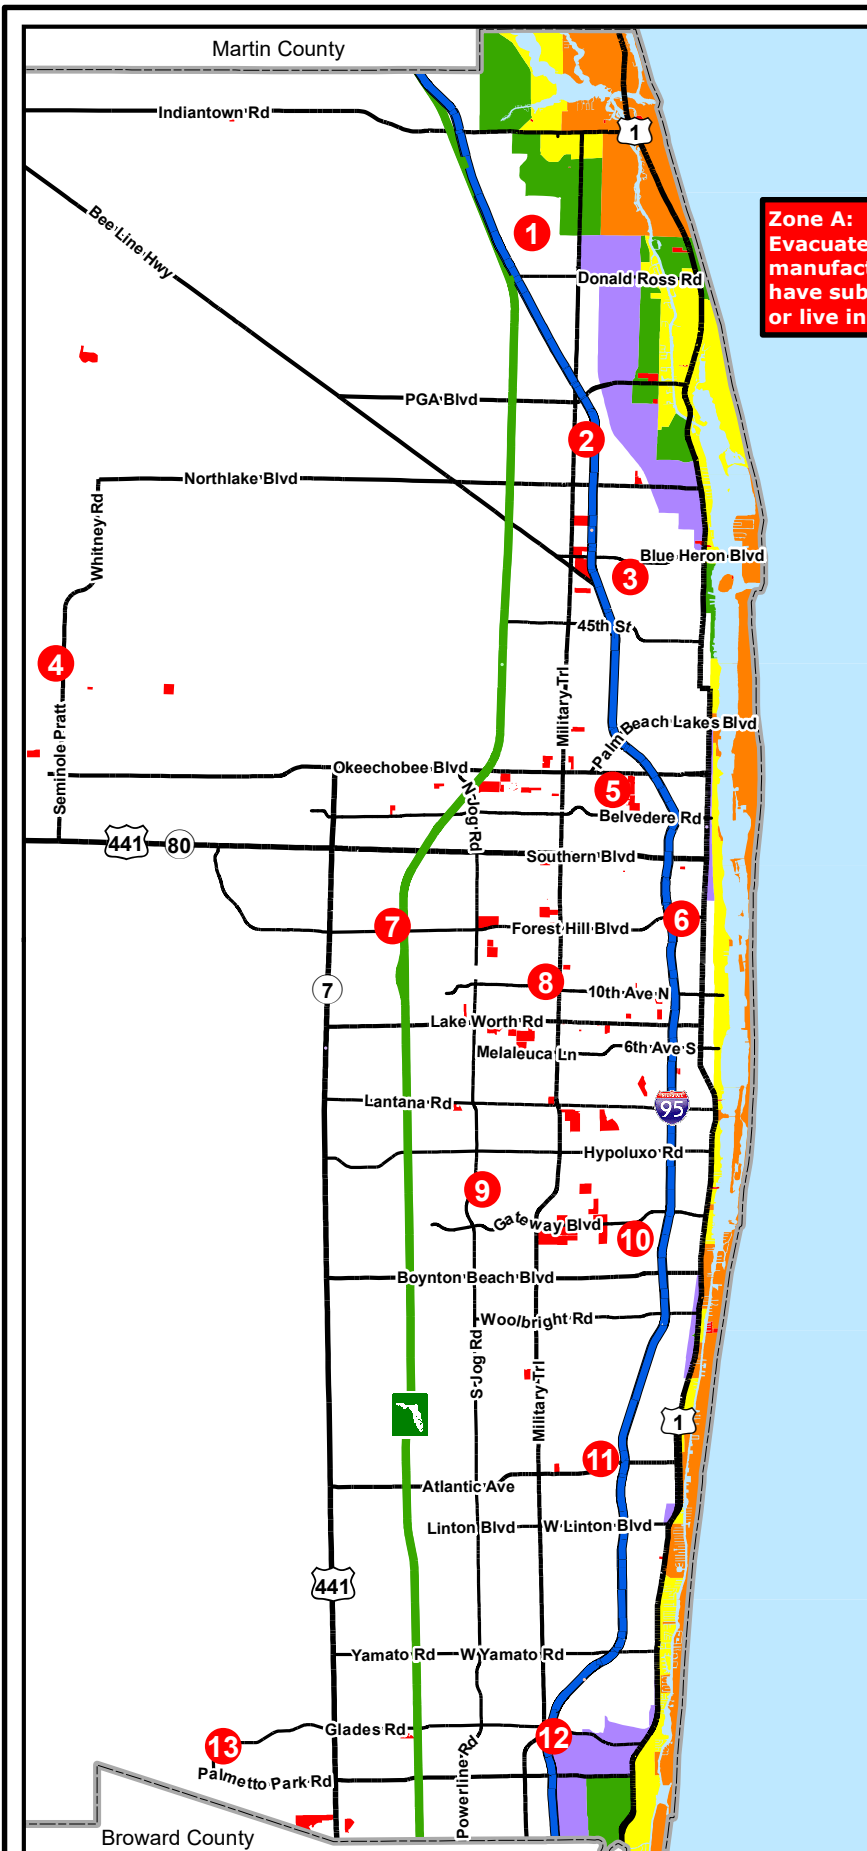 Martin County
Indiantown Rd
1
Bee Line Hwy
Zone A:
Evacuate
manufact
have sub
or live in
1
Donald Ross Rd
PGA Blvd
2
Northlake Blvd
Whitney Rd
Blue Heron Blvd
3
45th St
4
Military Trl
Seminole Pratt
Palm Beach Lakes Blvd
Okeechobee Blvd
N Jog Rd
5
Belvedere Rd
441
80
Southern Blvd
7
Forest Hill Blvd
6
8
7
10th Ave N
Lake Worth Rd
Melaleuca Ln
6th Ave S
Lantana Rd
INTERSTATE
95
Hypoluxo Rd
9
Gateway Blvd
10
Boynton Beach Blvd
Woolbright Rd
S Jog Rd
Military Trl
1
11
Atlantic Ave
Linton Blvd
W Linton Blvd
441
Yamato Rd
W Yamato Rd
Glades Rd
12
13
Palmetto Park Rd
Powerline Rd
Broward County